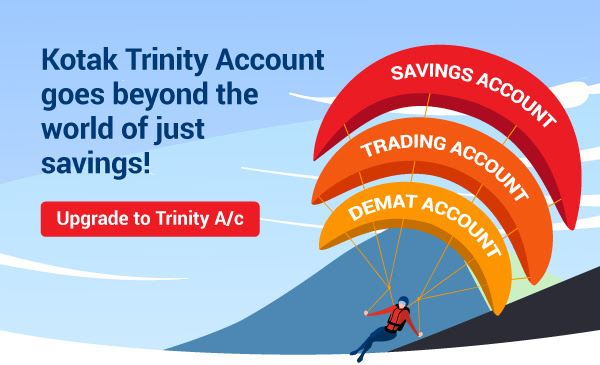 Kotak Trinity Account
goes beyond the
world of just
savings!
Upgrade to Trinity A/c
SAVINGS ACCOUNT
TRADING ACCOUNT
DEMAT ACCOUNT